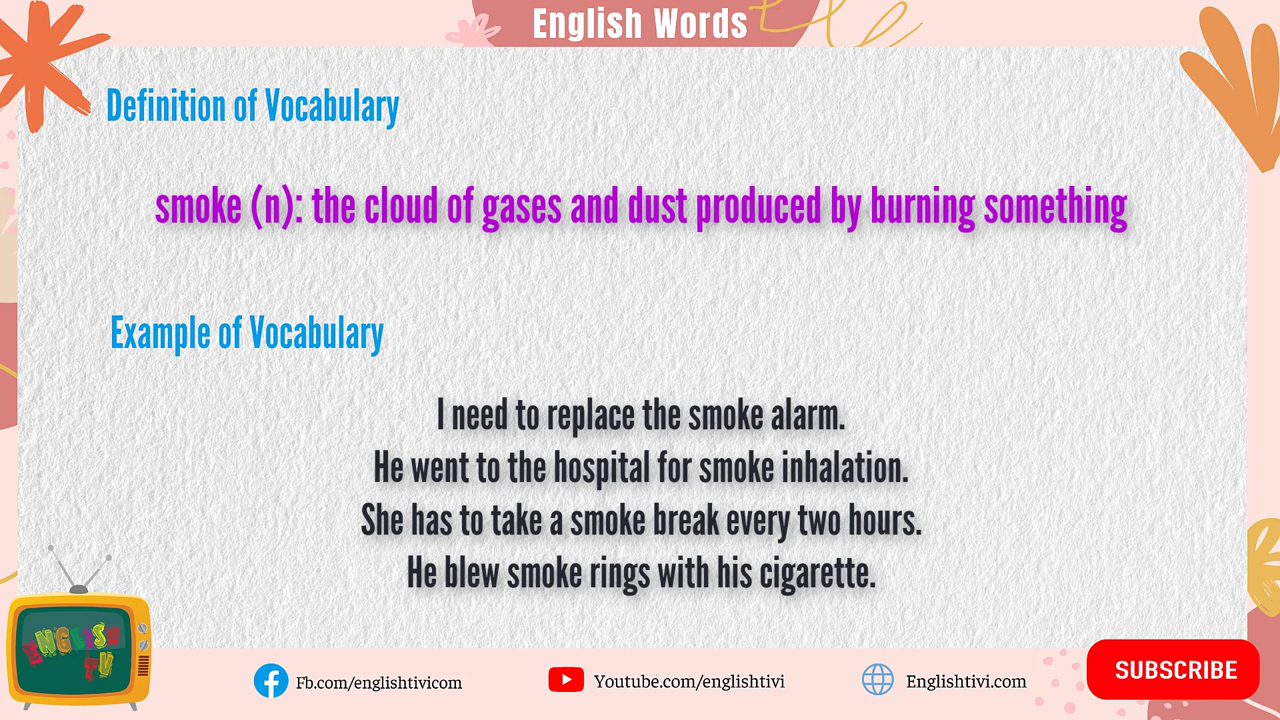 English Words
Definition of Vocabulary
smoke (n): the cloud of gases and dust produced by burning something
Example of Vocabulary
I need to replace the smoke alarm.
He went to the hospital for smoke inhalation.
She has to take a smoke break every two hours.
He blew smoke rings with his cigarette.
ENGLISH
TV
Fb.com/englishtivicom
Youtube.com/englishtivi
Englishtivi.com
SUBSCRIBE